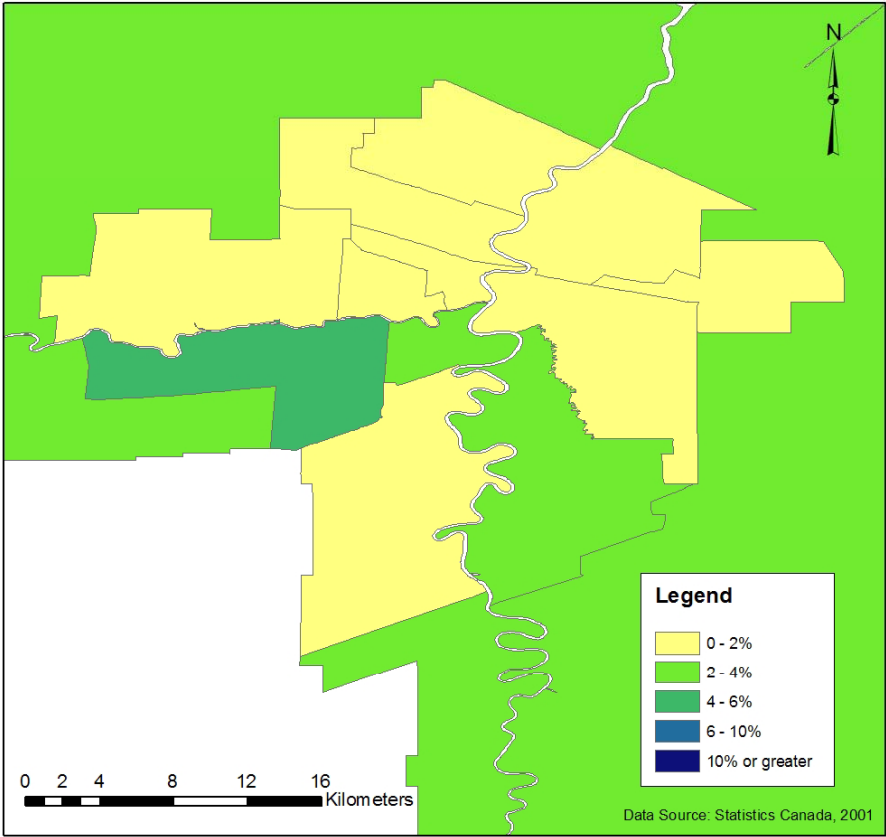 N
Legend
0 - 2%
2 - 4%
4 - 6%
6 - 10%
10% or greater
0 2 4 8 12 16
Kilometers
Data Source: Statistics Canada, 2001